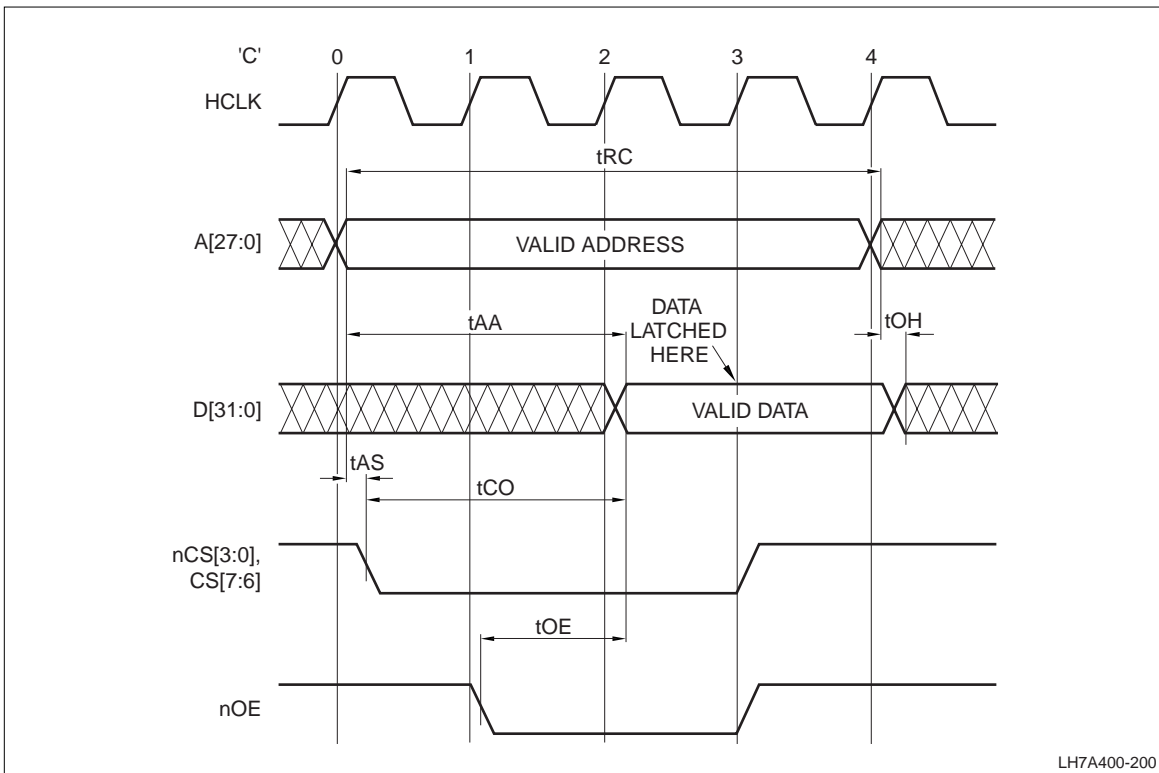 'C' 0 1 2 3 4
HCLK
tRC
A[27:0] VALID ADDRESS
tAA
DATA
LATCHED
HERE
tOH
D[31:0] VALID DATA
tAS
tCO
nCS[3:0],
CS[7:6]
tOE
nOE
LH7A400-200